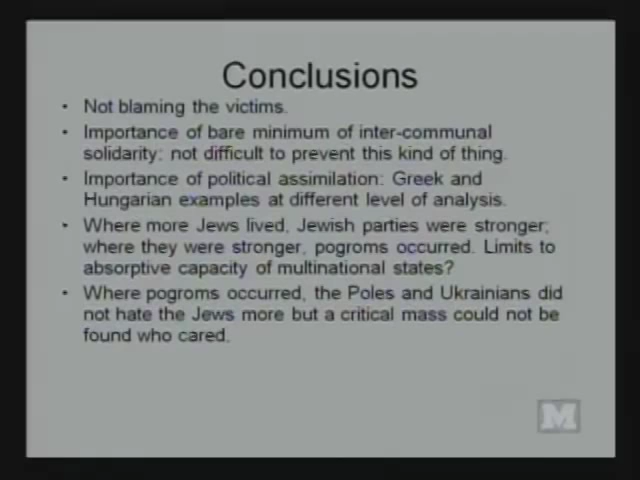 Conclusions
• Not blaming the victims.
• Importance of bare minimum of inter-communal
solidarity: not difficult to prevent this kind of thing.
• Importance of political assimilation: Greek and
Hungarian examples at different level of analysis.
• Where more Jews lived, Jewish parties were stronger;
where they were stronger, pogroms occurred. Limits to
absorptive capacity of multinational states?
• Where pogroms occurred, the Poles and Ukrainians did
not hate the Jews more but a critical mass could not be
found who cared.
M